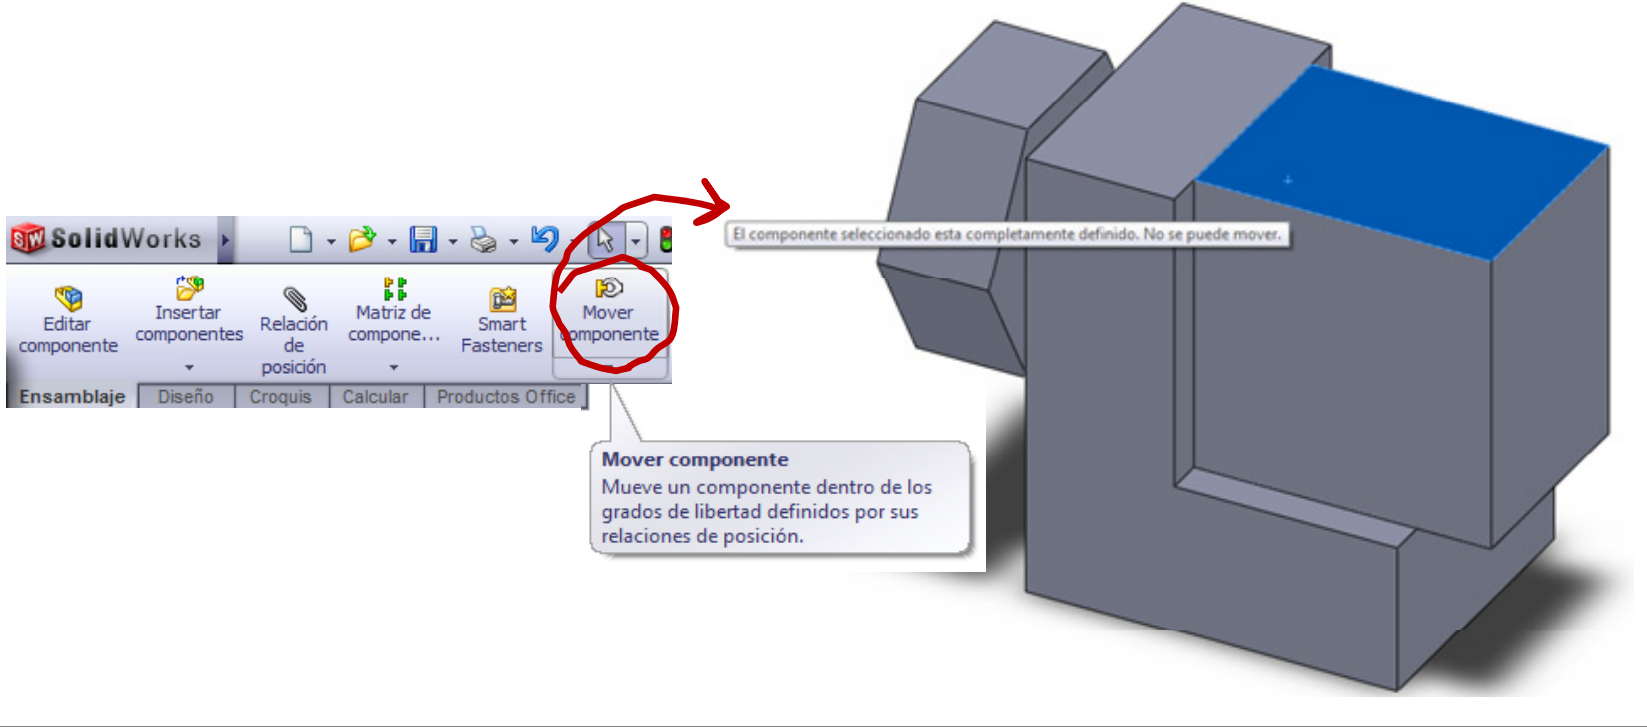 SolidWorks
Editar
componente
Insertar
componentes
Relación
de
posición
Matriz de
compone...
Smart
Fasteners
Mover
componente
Ensamblaje
Diseño
Croquis
Calcular
Productos Office
Mover componente
Mueve un componente dentro de los
grados de libertad definidos por sus
relaciones de posición.
El componente seleccionado esta completamente definido. No se puede mover.